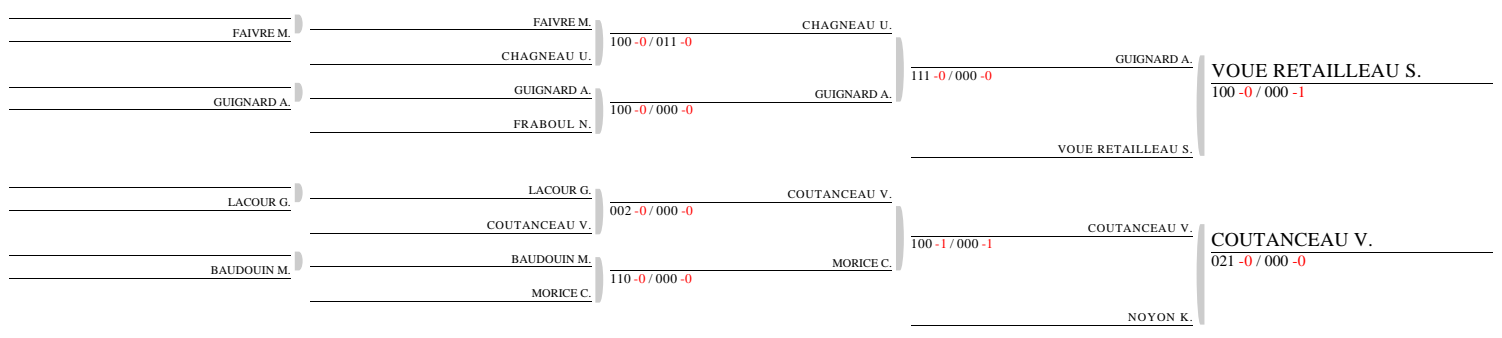 FAIVRE M.
GUIGNARD A.
LACOUR G.
BAUDOUIN M.
FAIVRE M.
CHAGNEAU U.
GUIGNARD A.
FRABOUL N.
LACOUR G.
COUTANCEAU V.
BAUDOUIN M.
MORICE C.
CHAGNEAU U.
100 -0 / 011 -0
GUIGNARD A.
100 -0 / 000 -0
COUTANCEAU V.
002 -0 / 000 -0
MORICE C.
110 -0 / 000 -0
GUIGNARD A.
111 -0 / 000 -0
VOUE RETAILLEAU S.
COUTANCEAU V.
100 -1 / 000 -1
NOYON K.
VOUE RETAILLEAU S.
100 -0 / 000 -1
COUTANCEAU V.
021 -0 / 000 -0